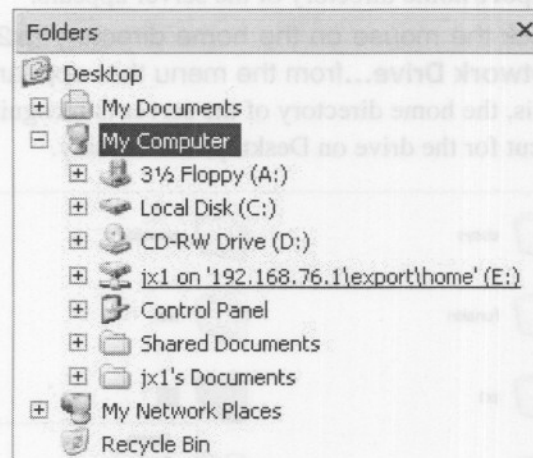 Folders
Desktop
My Documents
My Computer
3½ Floppy (A:)
Local Disk (C:)
CD-RW Drive (D:)
jx1 on '192.168.76.1\export\home' (E:)
Control Panel
Shared Documents
jx1's Documents
My Network Places
Recycle Bin